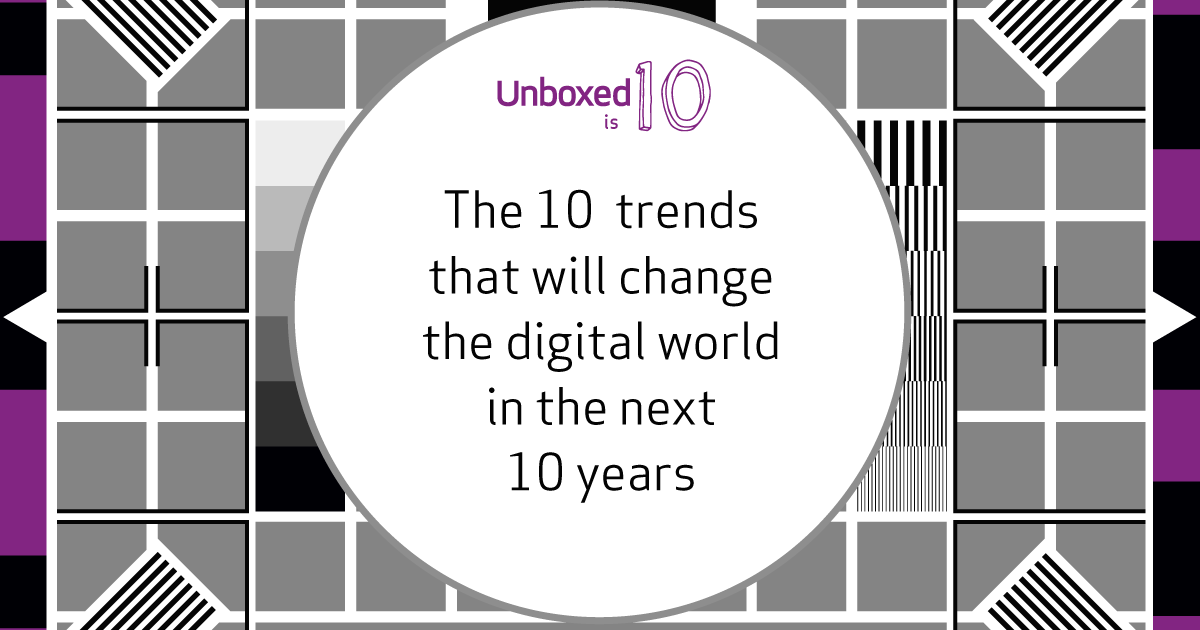 Unboxed 10
is
The 10 trends
that will change
the digital world
in the next
10 years